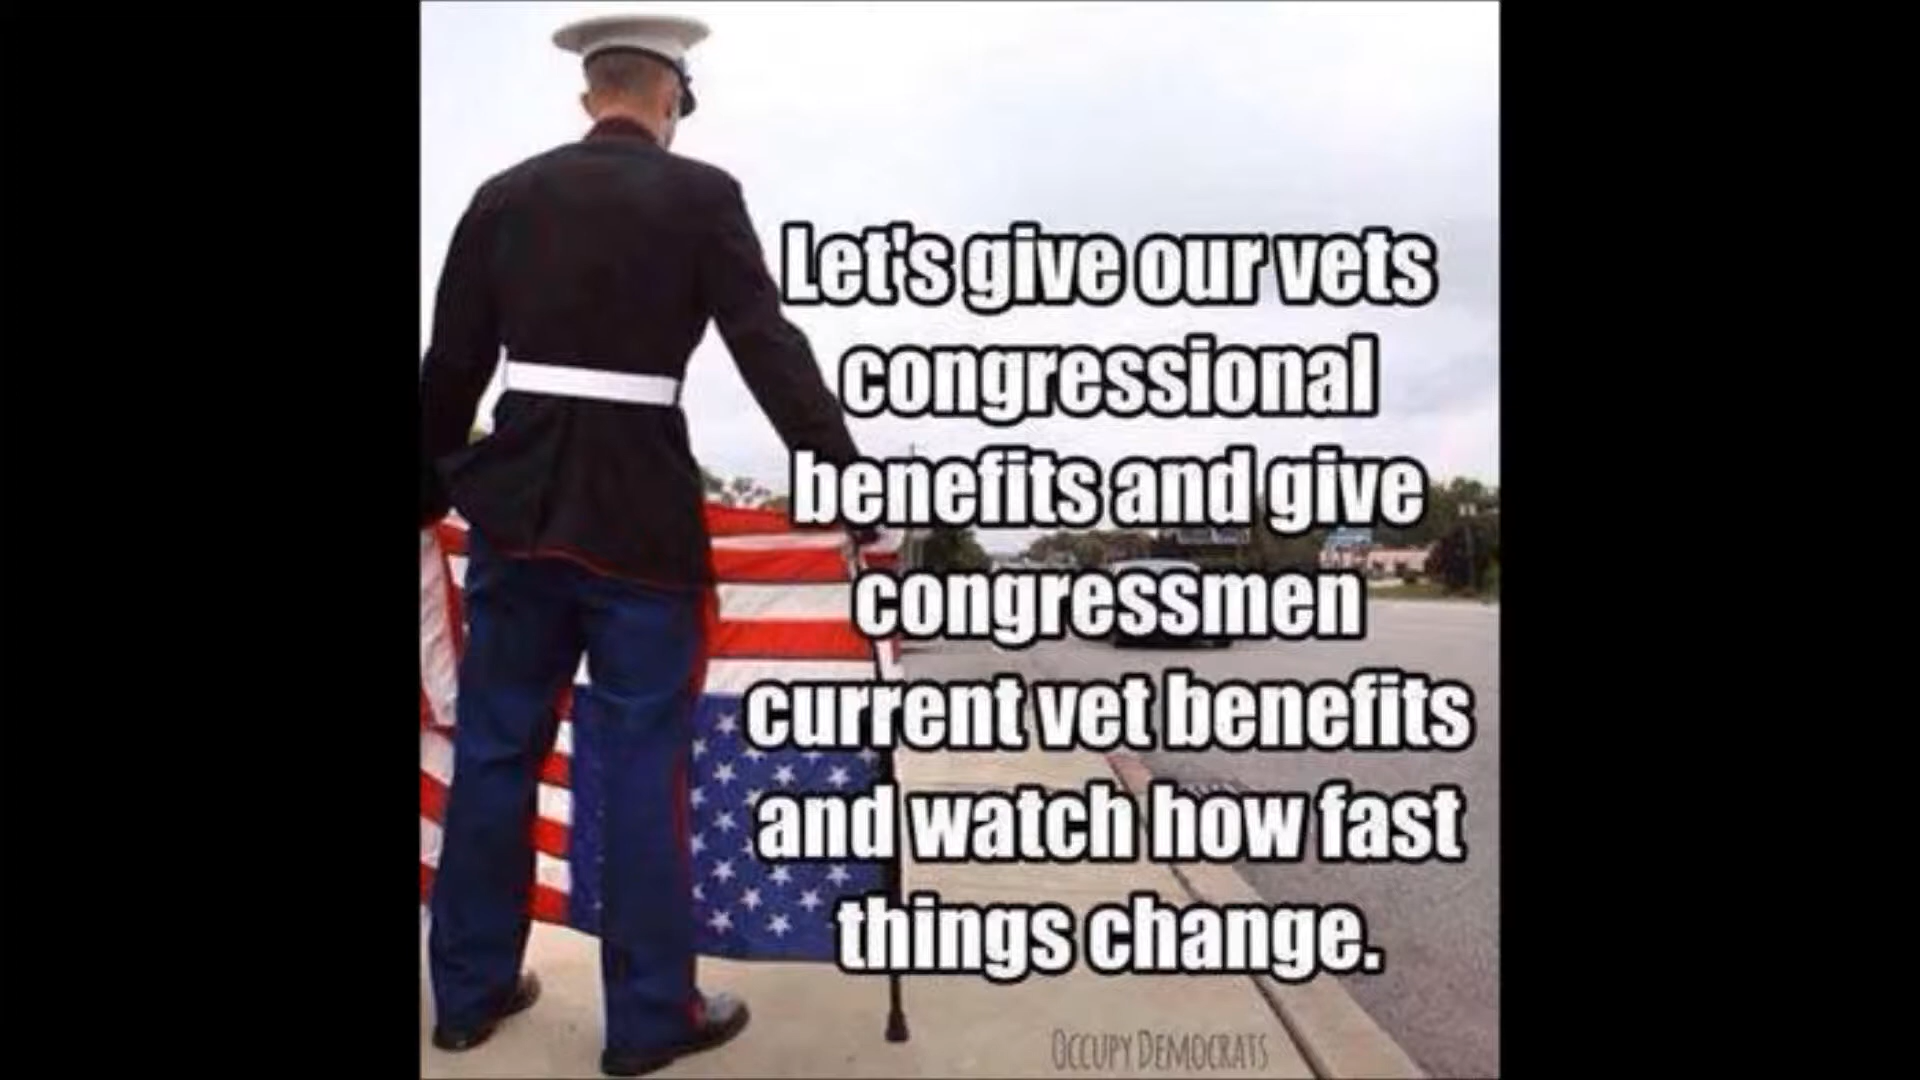 Let's give our vets
congressional
benefits and give
congressmen
current vet benefits
and watch how fast
things change.
OCCUPY DEMOCRATS